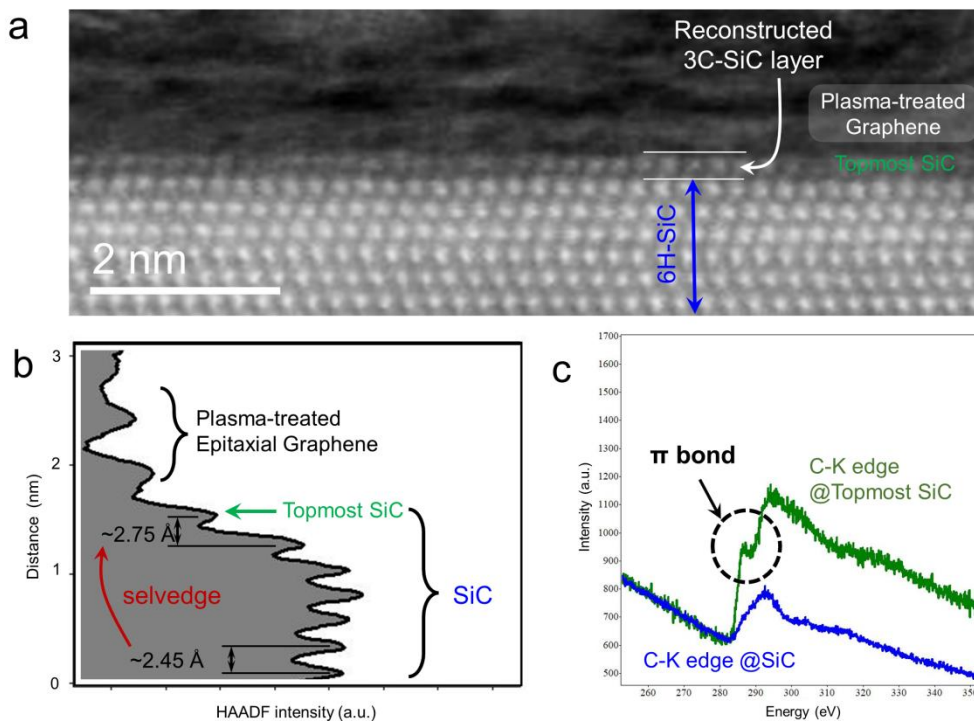 a
Reconstructed
3C-SiC layer
Plasma-treated
Graphene
Topmost SiC
6H-SiC
2 nm
b
3
2
1
0
Distance (nm)
Plasma-treated
Epitaxial Graphene
Topmost SiC
~2.75 Å
selvedge
SiC
~2.45 Å
HAADF intensity (a.u.)
c
1700
1600
1500
1400
1300
1200
1100
1000
900
800
700
600
500
Intensity (a.u.)
π bond
C-K edge
@Topmost SiC
C-K edge @SiC
260 270 280 290 300 310 320 330 340 350
Energy (eV)